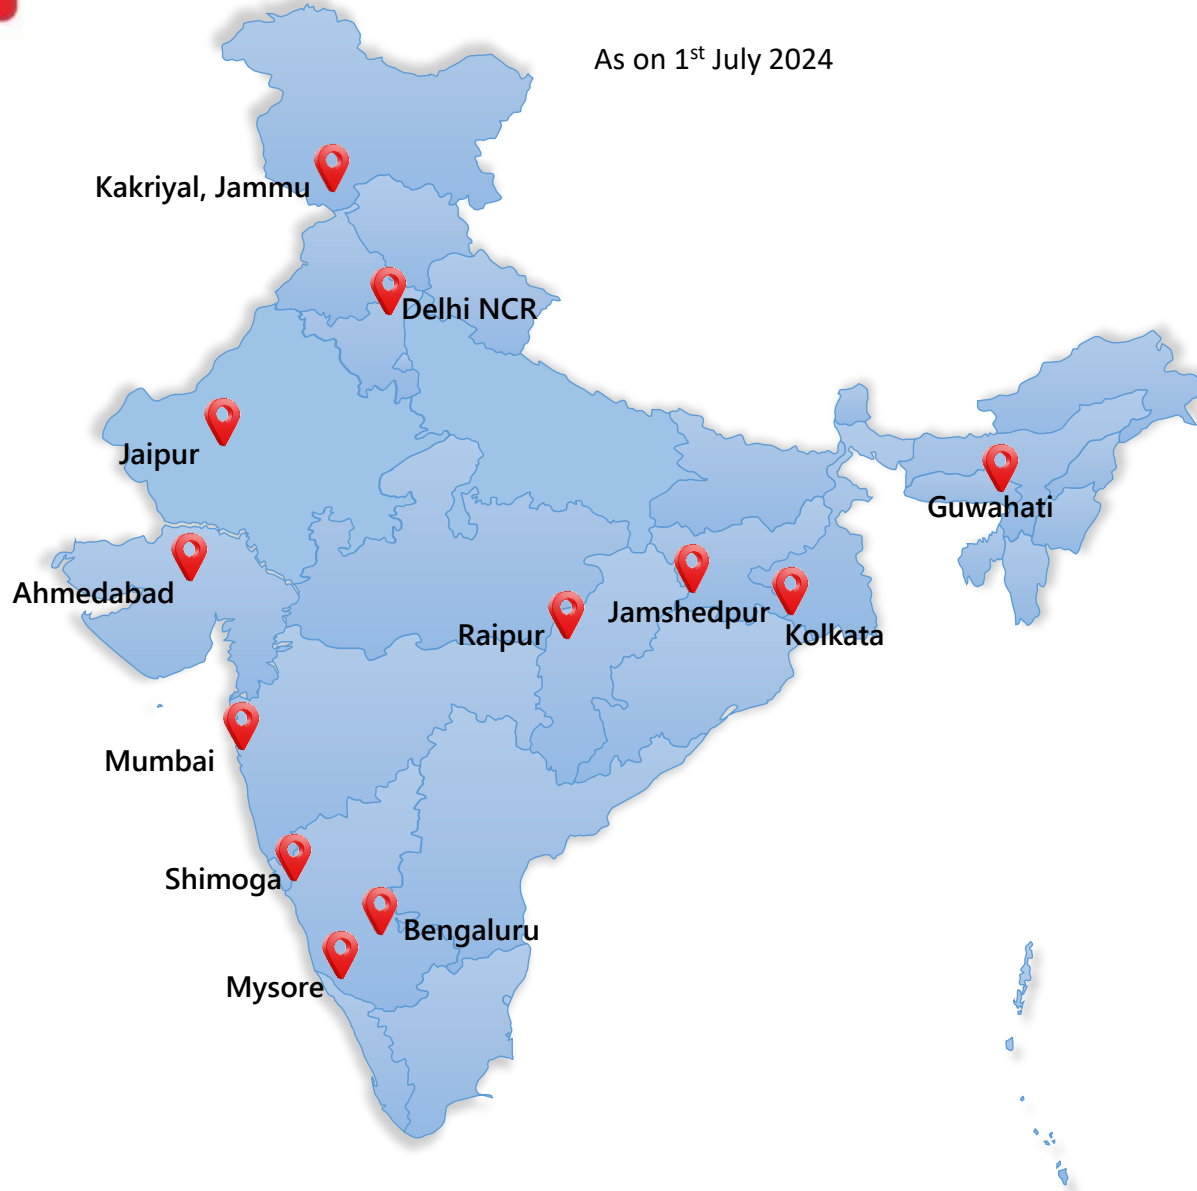 As on 1st July 2024
Kakriyal, Jammu
Delhi NCR
Jaipur
Guwahati
Ahmedabad
Jamshedpur
Raipur
Kolkata
Mumbai
Shimoga
Bengaluru
Mysore